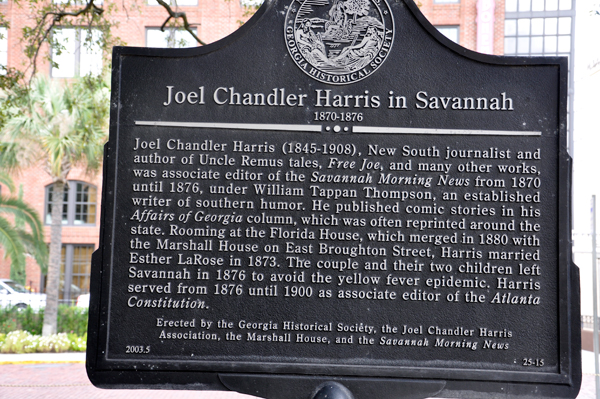 GEORGIA HISTORICAL SOCIETY
Joel Chandler Harris in Savannah
1870-1876
Joel Chandler Harris (1845-1908), New South journalist and
author of Uncle Remus tales, Free Joe, and many other works,
was associate editor of the Savannah Morning News from 1870
until 1876, under William Tappan Thompson, an established
writer of southern humor. He published comic stories in his
Affairs of Georgia column, which was often reprinted around the
state. Rooming at the Florida House, which merged in 1880 with
the Marshall House on East Broughton Street, Harris married
Esther LaRose in 1873. The couple and their two children left
Savannah in 1876 to avoid the yellow fever epidemic. Harris
served from 1876 until 1900 as associate editor of the Atlanta
Constitution.
Erected by the Georgia Historical Society, the Joel Chandler Harris
Association, the Marshall House, and the Savannah Morning News
2003.5 25-15